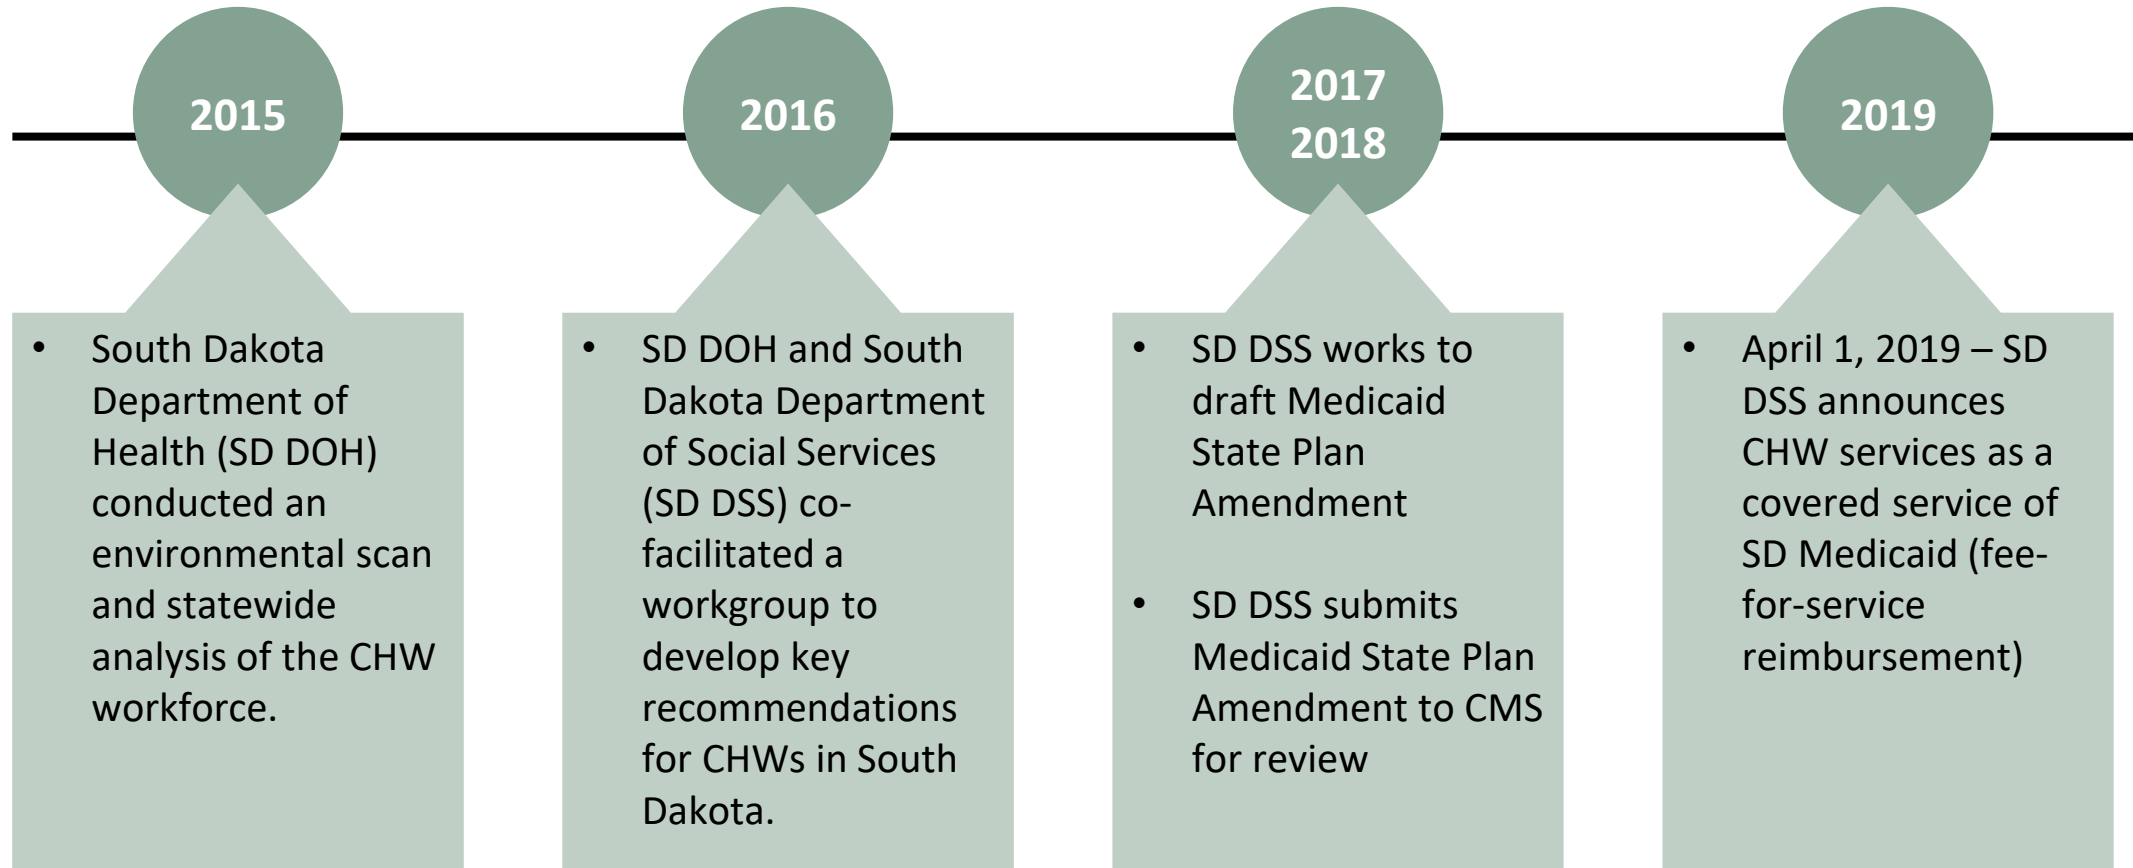 2015
• South Dakota
Department of
Health (SD DOH)
conducted an
environmental scan
and statewide
analysis of the CHW
workforce.
2016
• SD DOH and South
Dakota Department
of Social Services
(SD DSS) co-
facilitated a
workgroup to
develop key
recommendations
for CHWs in South
Dakota.
2017
2018
• SD DSS works to
draft Medicaid
State Plan
Amendment
• SD DSS submits
Medicaid State Plan
Amendment to CMS
for review
2019
• April 1, 2019 – SD
DSS announces
CHW services as a
covered service of
SD Medicaid (fee-
for-service
reimbursement)